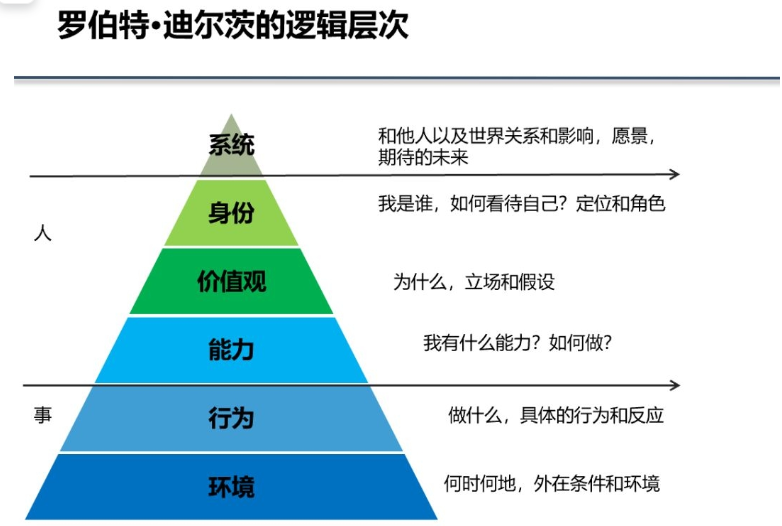 罗伯特•迪尔茨的逻辑层次
系统
和他人以及世界关系和影响，愿景，
期待的未来
人
身份
我是谁，如何看待自己？定位和角色
价值观
为什么，立场和假设
能力
我有什么能力？如何做？
事
行为
做什么，具体的行为和反应
环境
何时何地，外在条件和环境